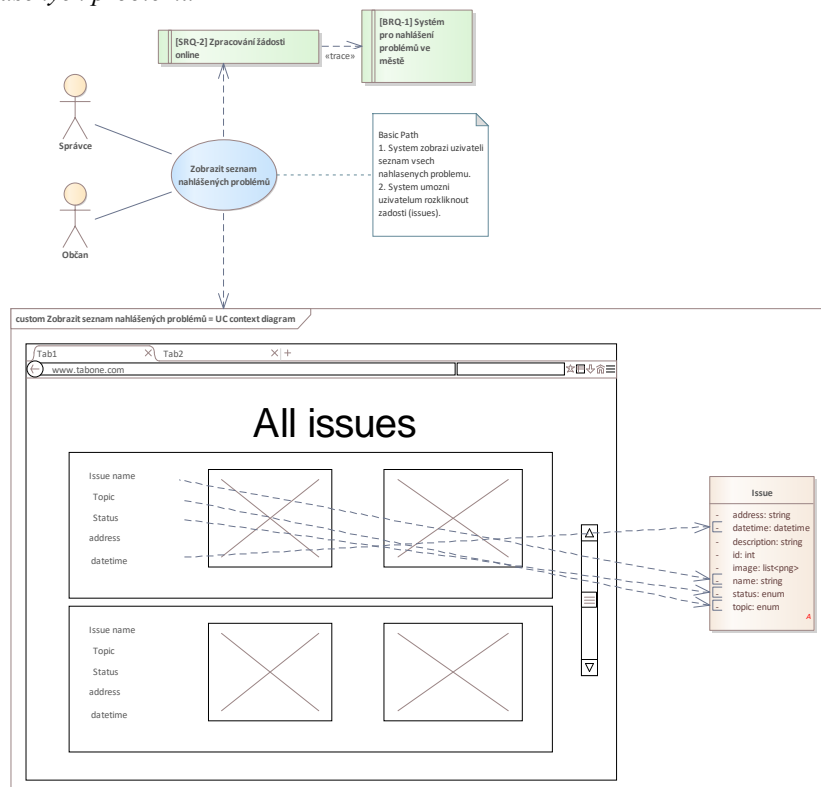 [SRQ-2] Zpracování žádosti
online
«trace»
[BRQ-1] Systém
pro nahlášení
problémů ve
městě
Správce
Občan
Zobrazit seznam
nahlášených problémů
Basic Path
1. System zobrazi uzivateli
seznam vsech
nahlasenych problemu.
2. System umozni
uzivatelum rozkliknout
zadosti (issues).
custom Zobrazit seznam nahlášených problémů = UC context diagram
Tab1
Tab2
www.tabone.com
All issues
Issue name
Topic
Status
address
datetime
Issue name
Topic
Status
address
datetime
Issue
- address: string
- datetime: datetime
- description: string
- id: int
- image: list<png>
- name: string
- status: enum
- topic: enum
A